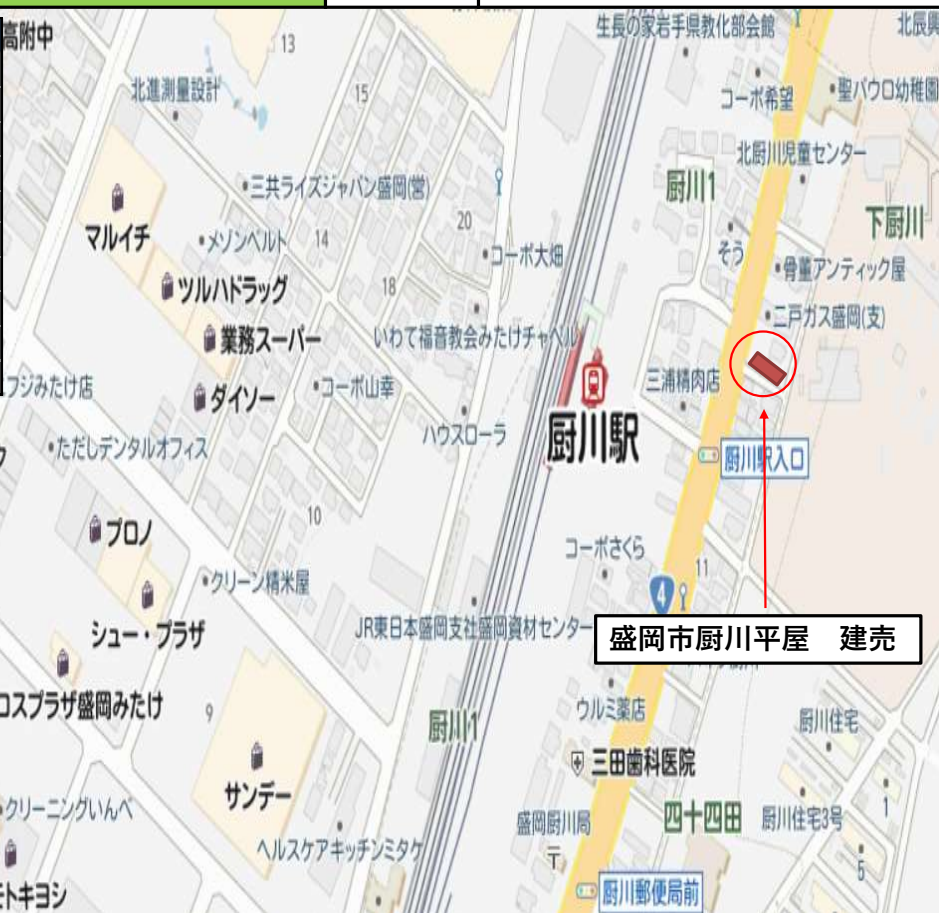 生長の家岩手県教化部会館
北辰興
高附中
13
北進測量設計
15
コーポ希望
聖パウロ幼稚園
北厨川児童センター
三共ライズジャパン盛岡(営)
厨川1
20
下厨川
マルイチ
メゾンベルト
14
コーポ大畑
そう
骨董アンティック屋
ツルハドラッグ
18
二戸ガス盛岡(支)
業務スーパー
いわて福音教会みたけチャペル
三浦精肉店
フジみたけ店
ダイソー
コーポ山幸
厨川駅
ハウスローラ
ただしデンタルオフィス
厨川駅入口
10
プロノ
コーポさくら
11
クリーン精米屋
4
シュー・プラザ
JR東日本盛岡支社盛岡資材センター
盛岡市厨川平屋 建売
コスプラザ盛岡みたけ
9
厨川1
ウルミ薬店
厨川住宅
三田歯科医院
サンデー
クリーニングいんべ
盛岡厨川局
四十四田
厨川住宅3号
1
ヘルスケアキッチンミタケ
5
モトキヨシ
厨川郵便局前